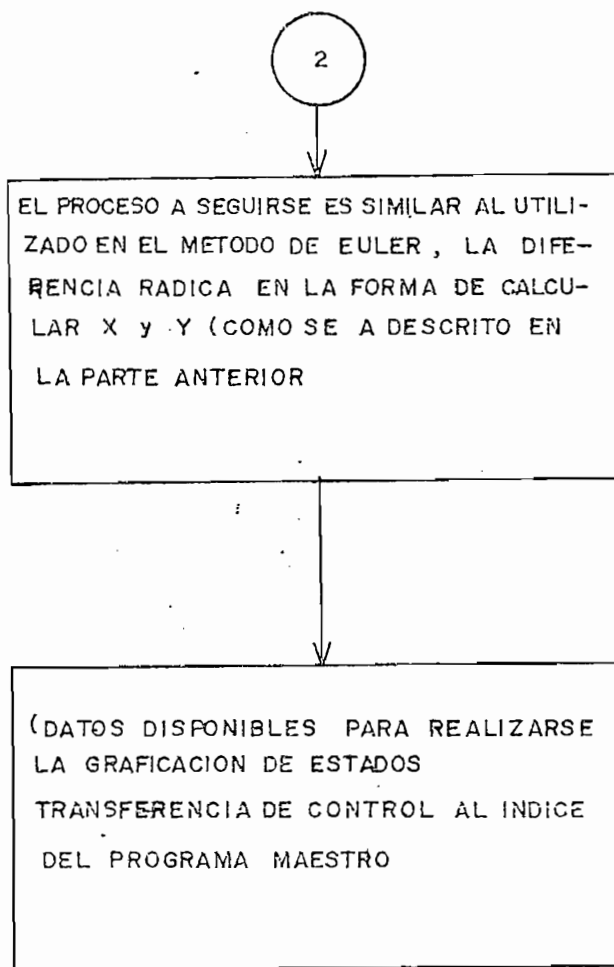 2
EL PROCESO A SEGUIRSE ES SIMILAR AL UTILI-
ZADO EN EL METODO DE EULER , LA DIFE-
RENCIA RADICA EN LA FORMA DE CALCU-
LAR X y Y (COMO SE A DESCRITO EN
LA PARTE ANTERIOR
(DATOS DISPONIBLES PARA REALIZARSE
LA GRAFICACION DE ESTADOS
TRANSFERENCIA DE CONTROL AL INDICE
DEL PROGRAMA MAESTRO